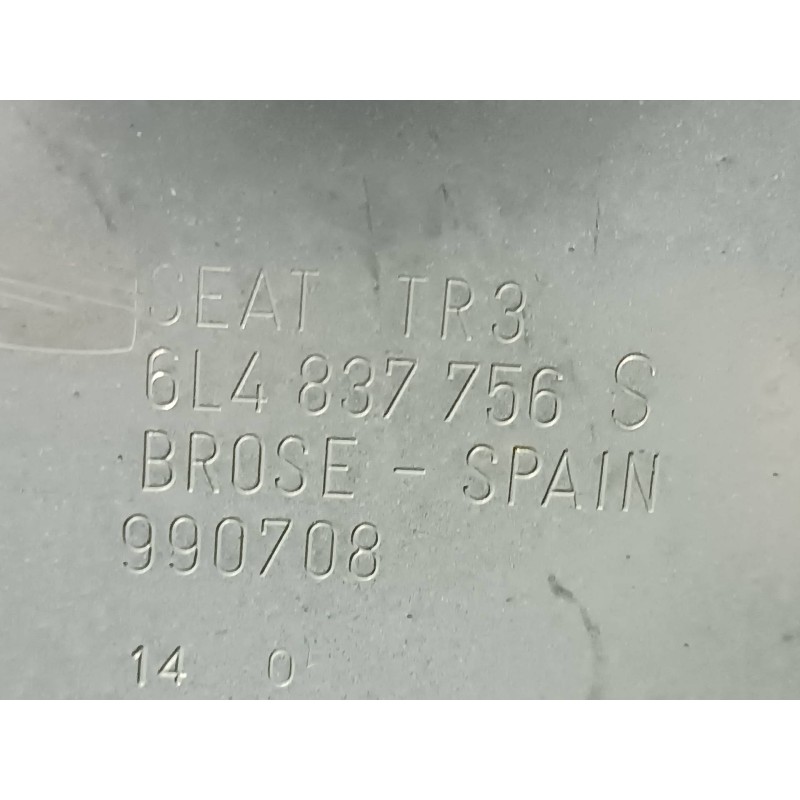 SEAT TR3
6L4 837 756 S
BROSE - SPAIN
990708
14 0